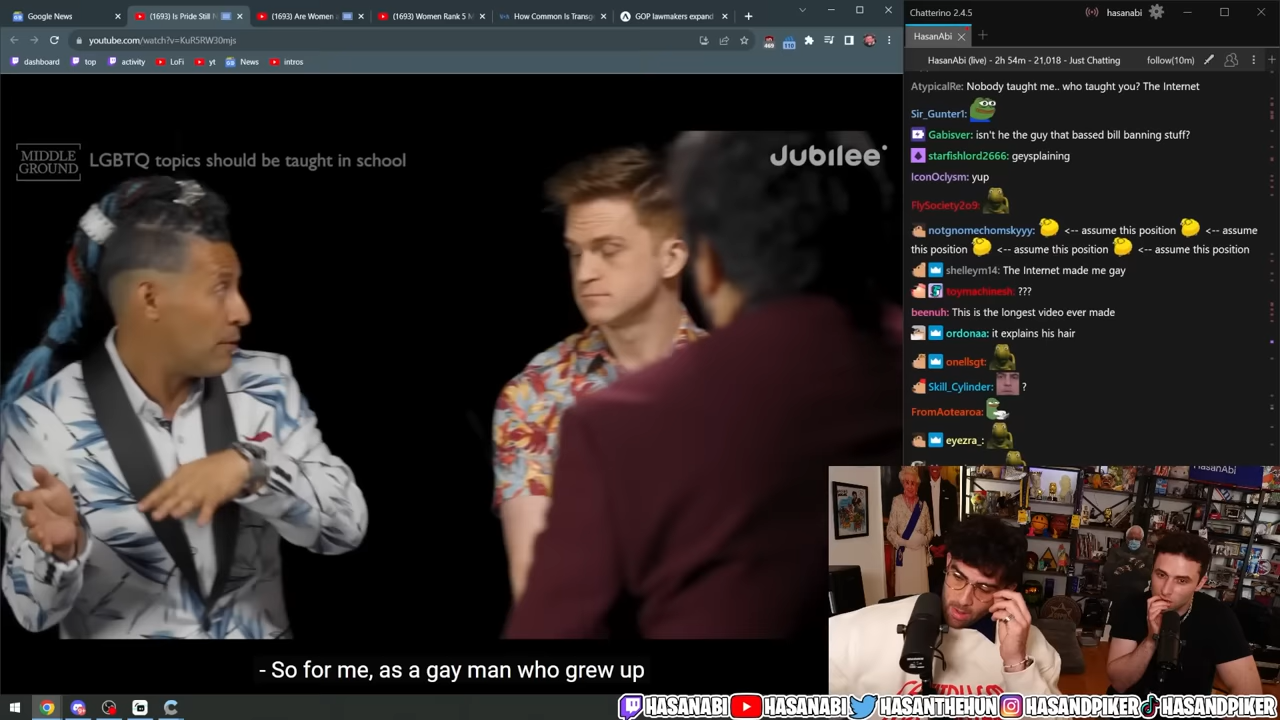 Google News
(1693) Is Pride Still N
(1693) Are Women a
(1693) Women Rank 5 M
How Common Is Transg
GOP lawmakers expand
youtube.com/watch?v=KuR5RW30mjs
469
110
dashboard
top
activity
LoFi
yt
News
intros
MIDDLE
GROUND
LGBTQ topics should be taught in school
Jubilee
- So for me, as a gay man who grew up
Chatterino 2.4.5
hasanabi
HasanAbi
HasanAbi (live) - 2h 54m - 21,018 - Just Chatting
follow(10m)
AtypicalRe: Nobody taught me.. who taught you? The Internet
Sir_Gunter1:
Gabisver: isn't he the guy that bassed bill banning stuff?
starfishlord2666: geysplaining
IconOclysm: yup
FlySociety2o9:
notgnomechomskyyy: <-- assume this position <-- assume
this position <-- assume this position <-- assume this position
shelleym14: The Internet made me gay
toymachinesh: ???
beenuh: This is the longest video ever made
ordonaa: it explains his hair
onellsgt:
Skill_Cylinder: ?
FromAotearoa:
eyezra_:
HasanAbi
HASANABI HASANABI HASANTHEHUN HASANDPIKER HASANDPIKER